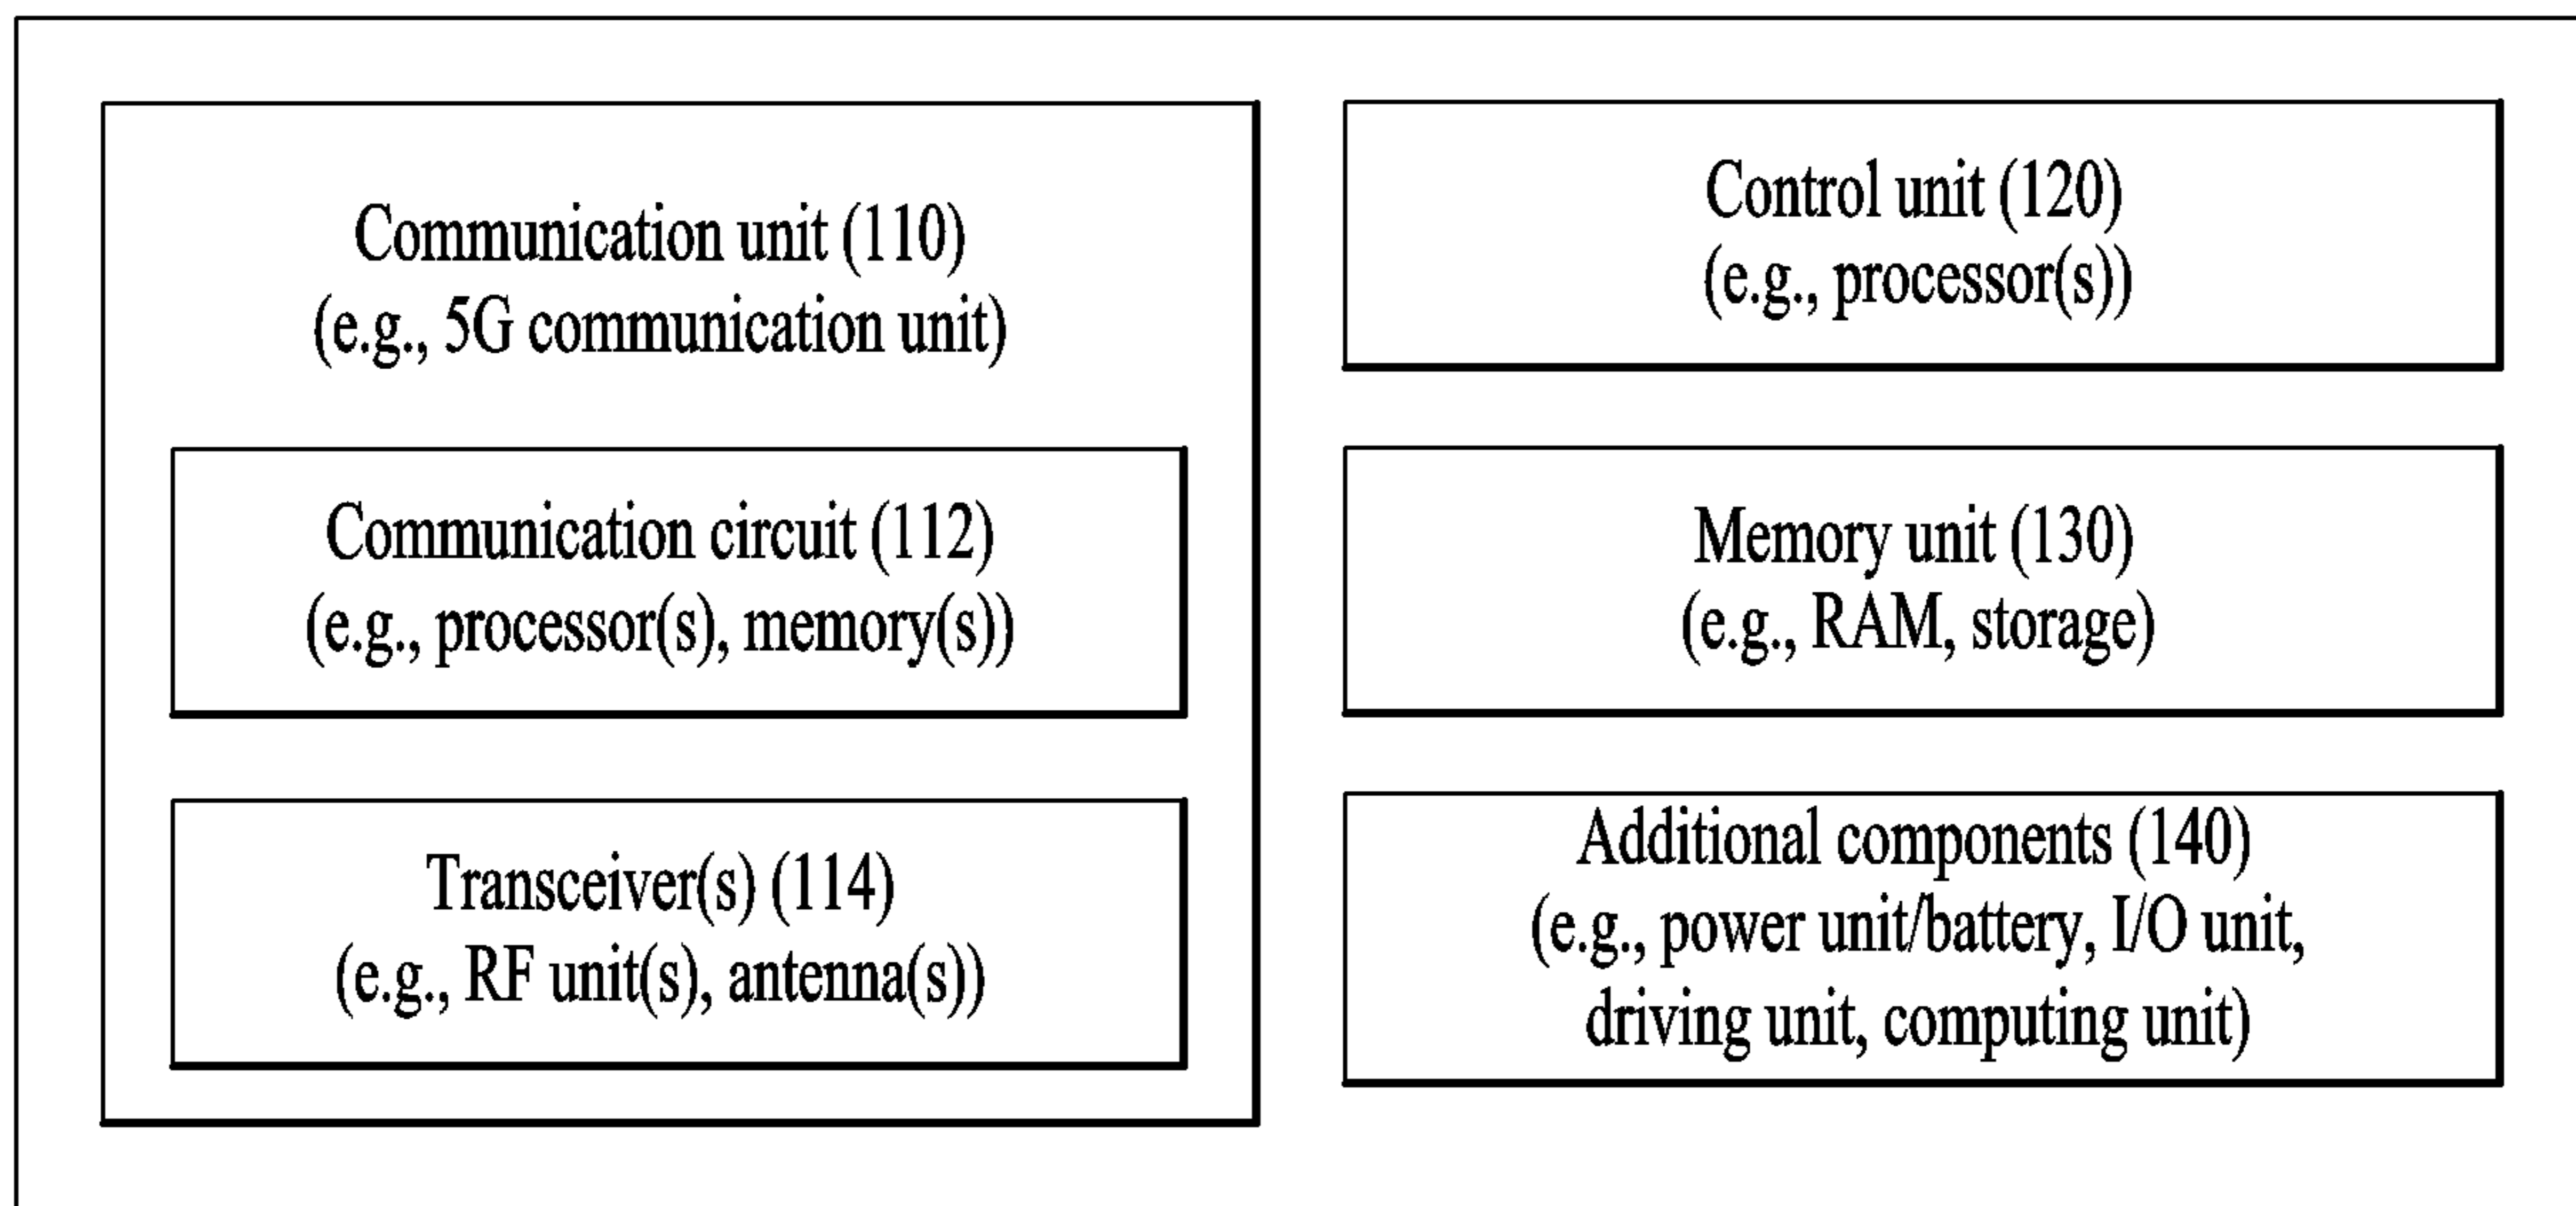 Communication unit (110)
(e.g., 5G communication unit)
Communication circuit (112)
(e.g., processor(s), memory(s))
Transceiver(s) (114)
(e.g., RF unit(s), antenna(s))
Control unit (120)
(e.g., processor(s))
Memory unit (130)
(e.g., RAM, storage)
Additional components (140)
(e.g., power unit/battery, I/O unit,
driving unit, computing unit)